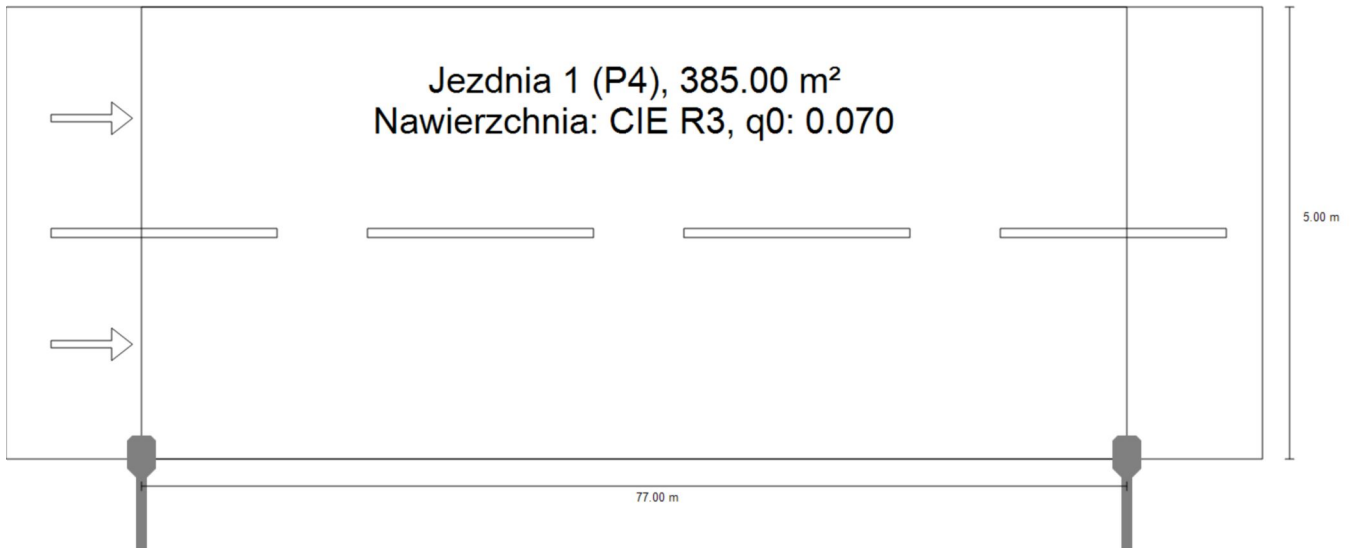 Jezdnia 1 (P4), 385.00 m²
Nawierzchnia: CIE R3, q0: 0.070
5.00 m
77.00 m